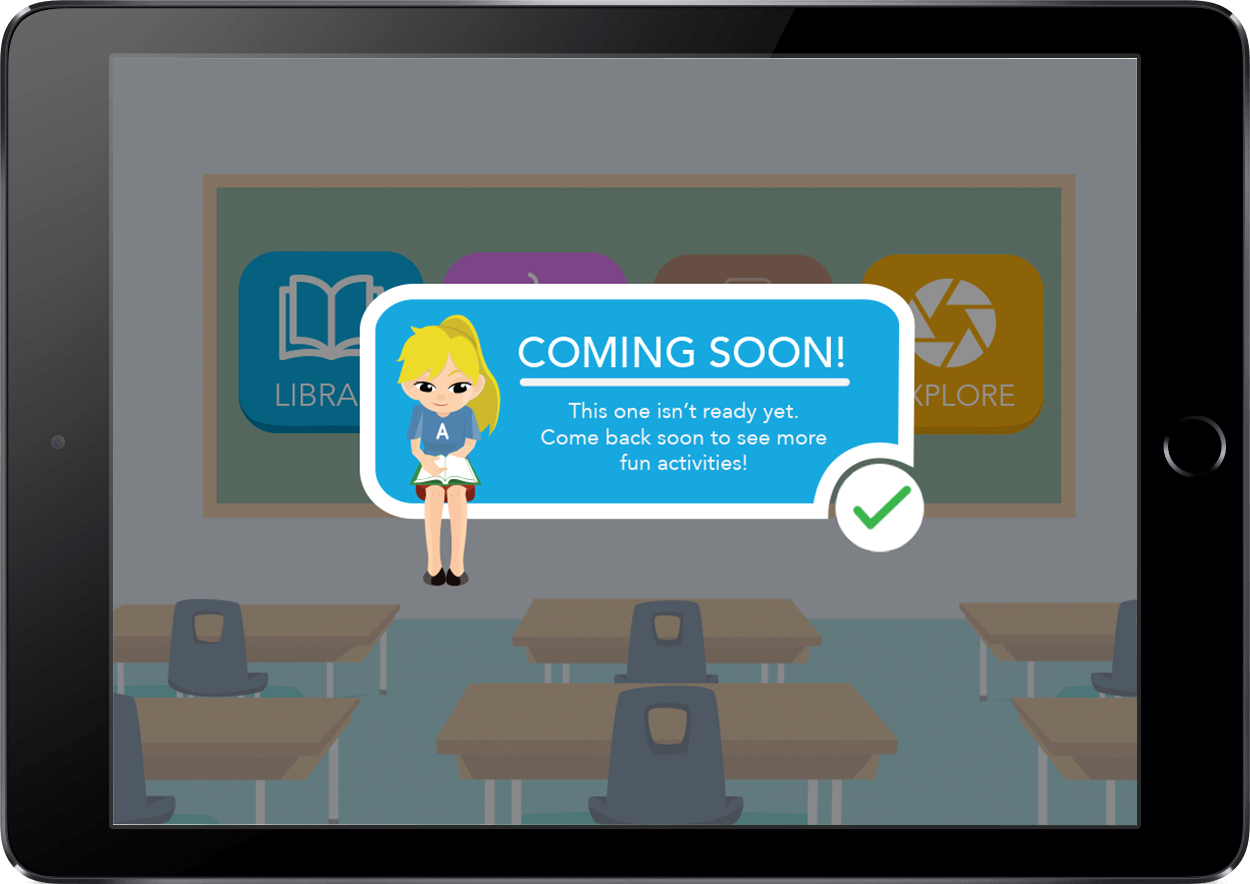 COMING SOON!
This one isn't ready yet.
Come back soon to see more
fun activities!
A
LIBRA
XPLORE